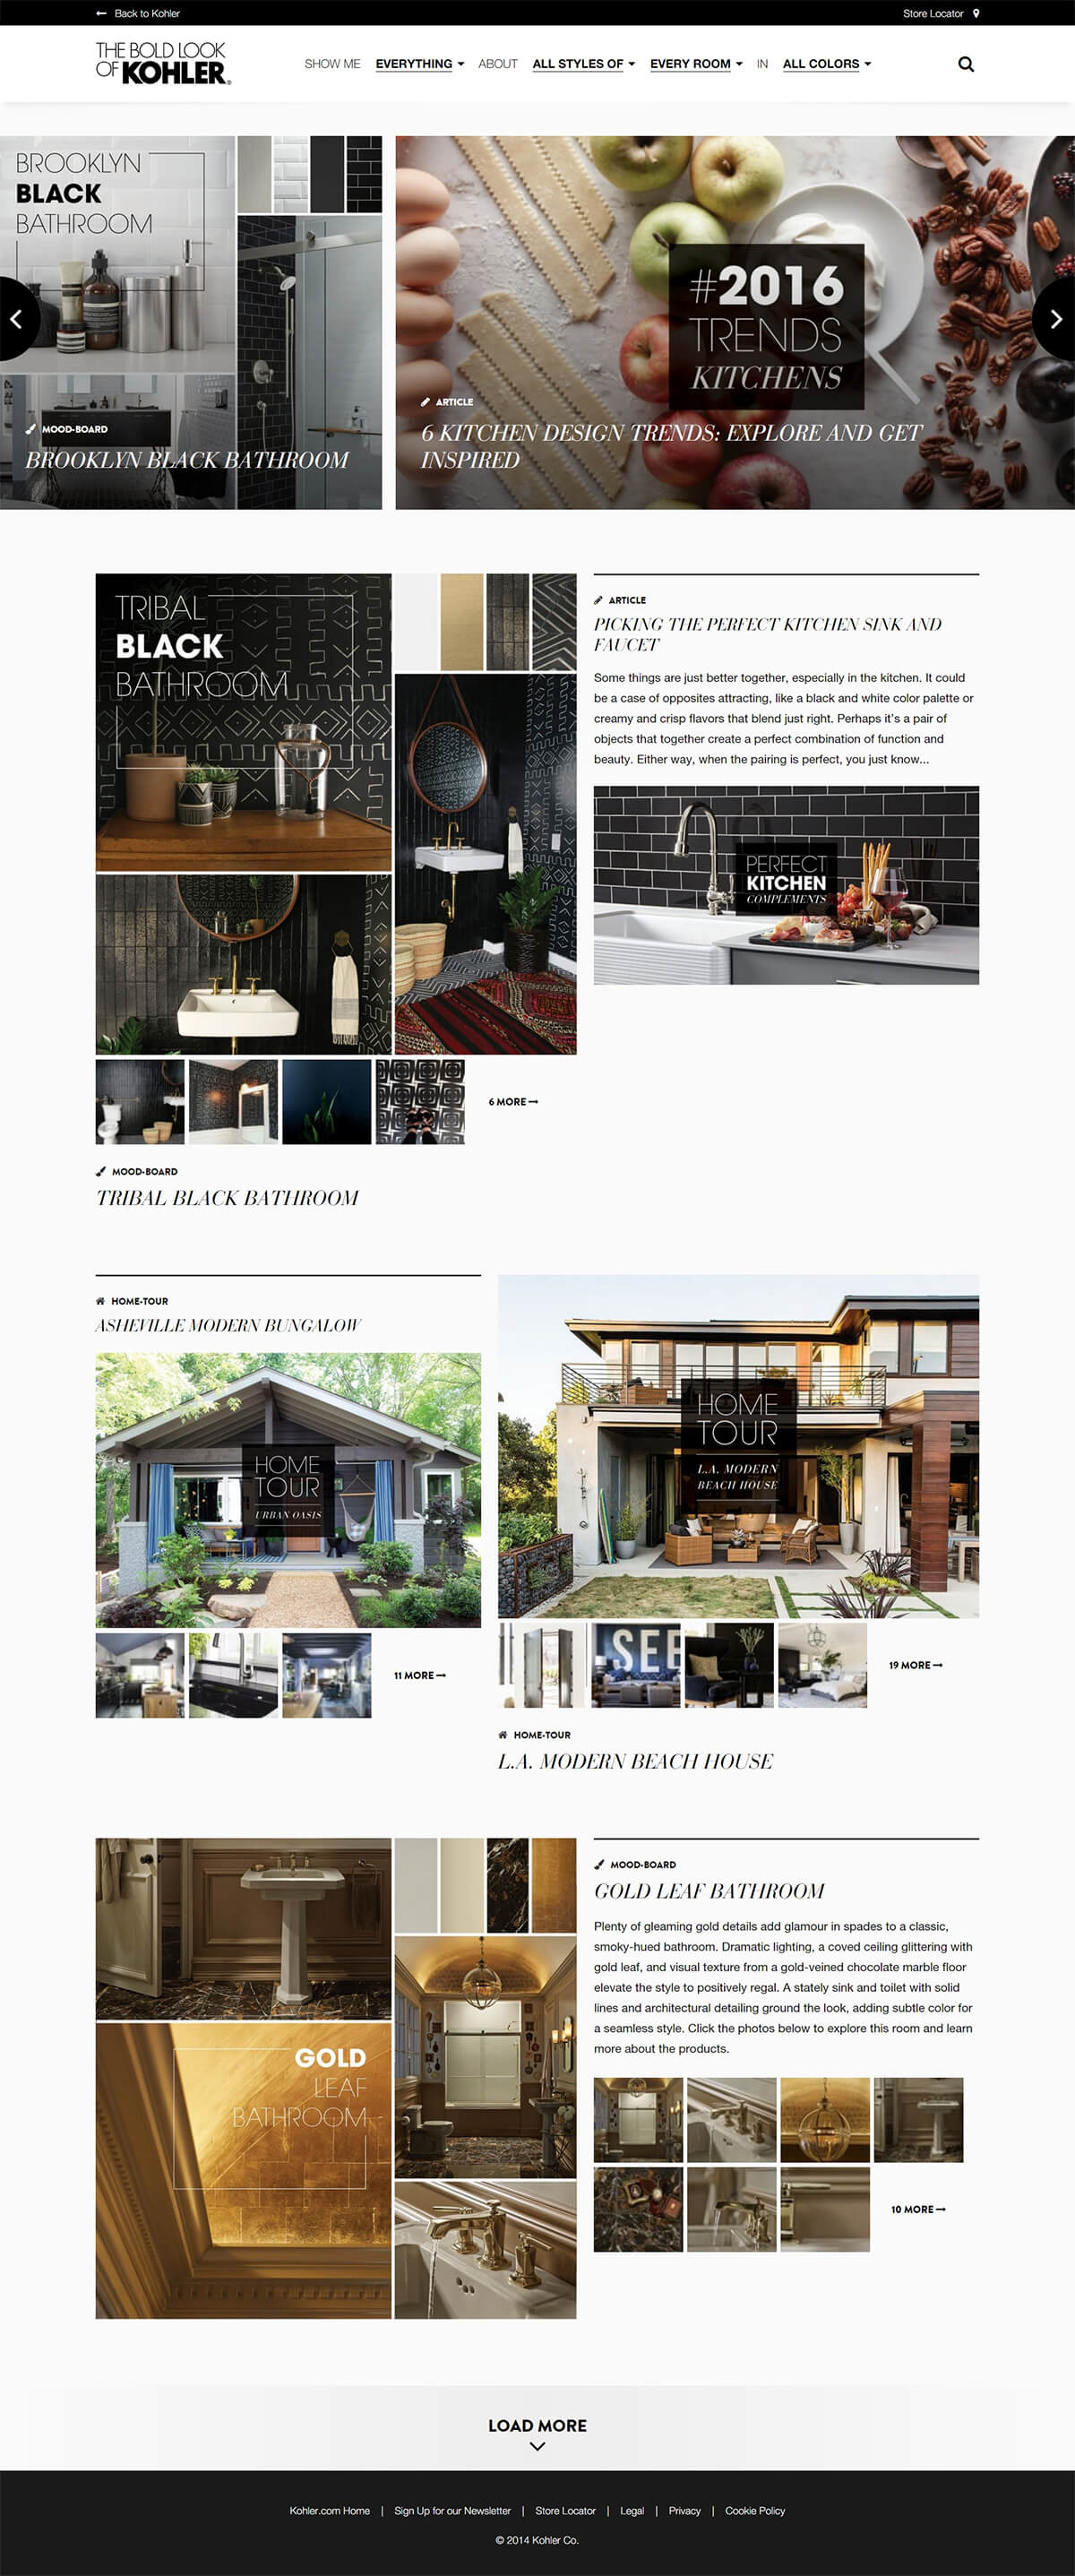 Back to Kohler
Store Locator
THE BOLD LOOK
OF KOHLER®
SHOW ME EVERYTHING ABOUT ALL STYLES OF EVERY ROOM IN ALL COLORS
BROOKLYN
BLACK
BATHROOM
MOOD-BOARD
BROOKLYN BLACK BATHROOM
#2016
TRENDS
KITCHENS
ARTICLE
6 KITCHEN DESIGN TRENDS: EXPLORE AND GET
INSPIRED
TRIBAL
BLACK
BATHROOM
6 MORE
MOOD-BOARD
TRIBAL BLACK BATHROOM
ARTICLE
PICKING THE PERFECT KITCHEN SINK AND
FAUCET
Some things are just better together, especially in the kitchen. It could
be a case of opposites attracting, like a black and white color palette or
creamy and crisp flavors that blend just right. Perhaps it's a pair of
objects that together create a perfect combination of function and
beauty. Either way, when the pairing is perfect, you just know...
PERFECT
KITCHEN
COMPLEMENTS
HOME-TOUR
ASHEVILLE MODERN BUNGALOW
HOME
TOUR
URBAN OASIS
11 MORE
HOME
TOUR
L.A. MODERN
BEACH HOUSE
SEE
19 MORE
HOME-TOUR
L.A. MODERN BEACH HOUSE
GOLD
LEAF
BATHROOM
MOOD-BOARD
GOLD LEAF BATHROOM
Plenty of gleaming gold details add glamour in spades to a classic,
smoky-hued bathroom. Dramatic lighting, a coved ceiling glittering with
gold leaf, and visual texture from a gold-veined chocolate marble floor
elevate the style to positively regal. A stately sink and toilet with solid
lines and architectural detailing ground the look, adding subtle color for
a seamless style. Click the photos below to explore this room and learn
more about the products.
10 MORE
LOAD MORE
Kohler.com Home | Sign Up for our Newsletter | Store Locator | Legal | Privacy | Cookie Policy
© 2014 Kohler Co.